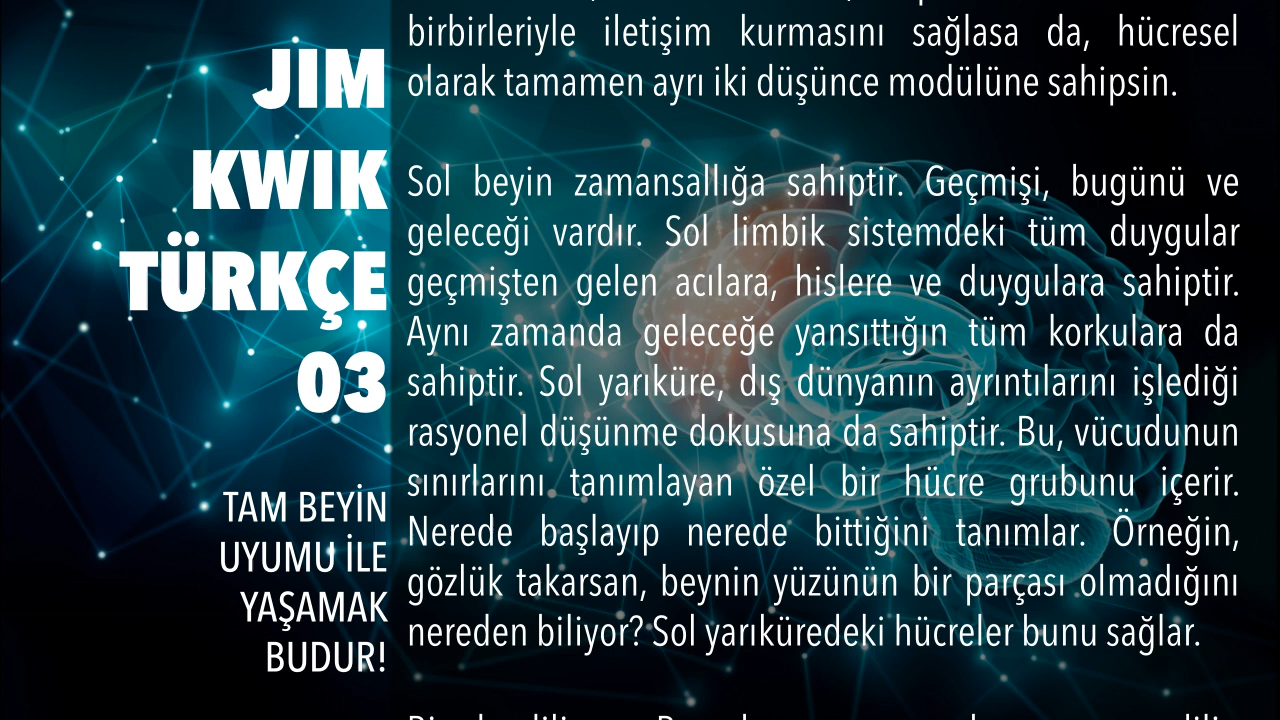 JIM
KWIK
TÜRKÇE
03
TAM BEYİN
UYUMU İLE
YAŞAMAK
BUDUR!
birbirleriyle iletişim kurmasını sağlasa da, hücresel
olarak tamamen ayrı iki düşünce modülüne sahipsin.
Sol beyin zamansallığa sahiptir. Geçmişi, bugünü ve
geleceği vardır. Sol limbik sistemdeki tüm duygular
geçmişten gelen acılara, hislere ve duygulara sahiptir.
Aynı zamanda geleceğe yansıttığın tüm korkulara da
sahiptir. Sol yarıküre, dış dünyanın ayrıntılarını işlediği
rasyonel düşünme dokusuna da sahiptir. Bu, vücudunun
sınırlarını tanımlayan özel bir hücre grubunu içerir.
Nerede başlayıp nerede bittiğini tanımlar. Örneğin,
gözlük takarsan, beynin yüzünün bir parçası olmadığını
nereden biliyor? Sol yarıküredeki hücreler bunu sağlar.